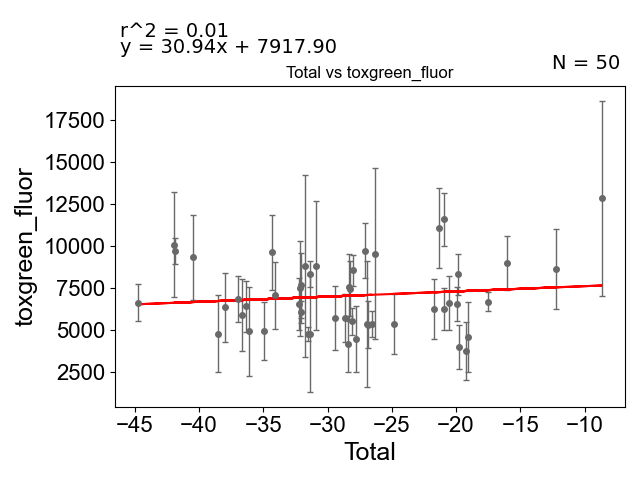 r^2 = 0.01
y = 30.94x + 7917.90
N = 50
Total vs toxgreen_fluor
17500
15000
12500
10000
7500
5000
2500
toxgreen_fluor
−45 −40 −35 −30 −25 −20 −15 −10
Total